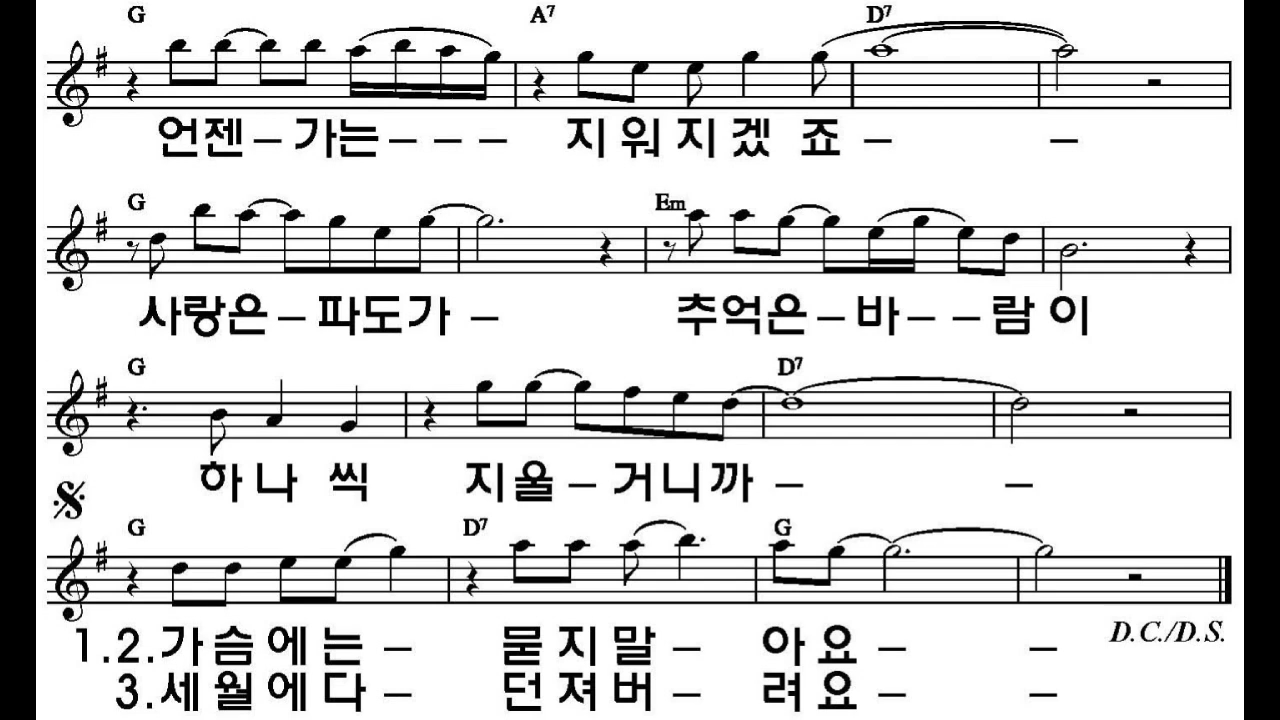 G A7 D7
언젠–가는– – – 지워지겠죠– –
G Em
사랑은–파도가– 추억은–바– –람이
G D7
하나씩 지울–거니까– –
G D7 G
1.2.가슴에는– 묻지말–아요– –
D.C./D.S.
3.세월에다– 던져버–려요– –